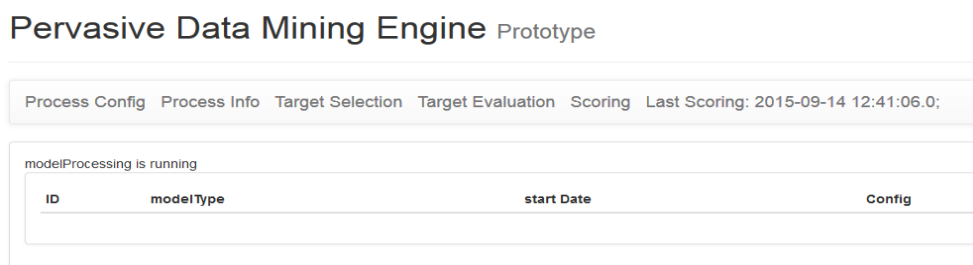 Pervasive Data Mining Engine Prototype
Process Config Process Info Target Selection Target Evaluation Scoring Last Scoring: 2015-09-14 12:41:06.0;
modelProcessing is running
ID modelType start Date Config